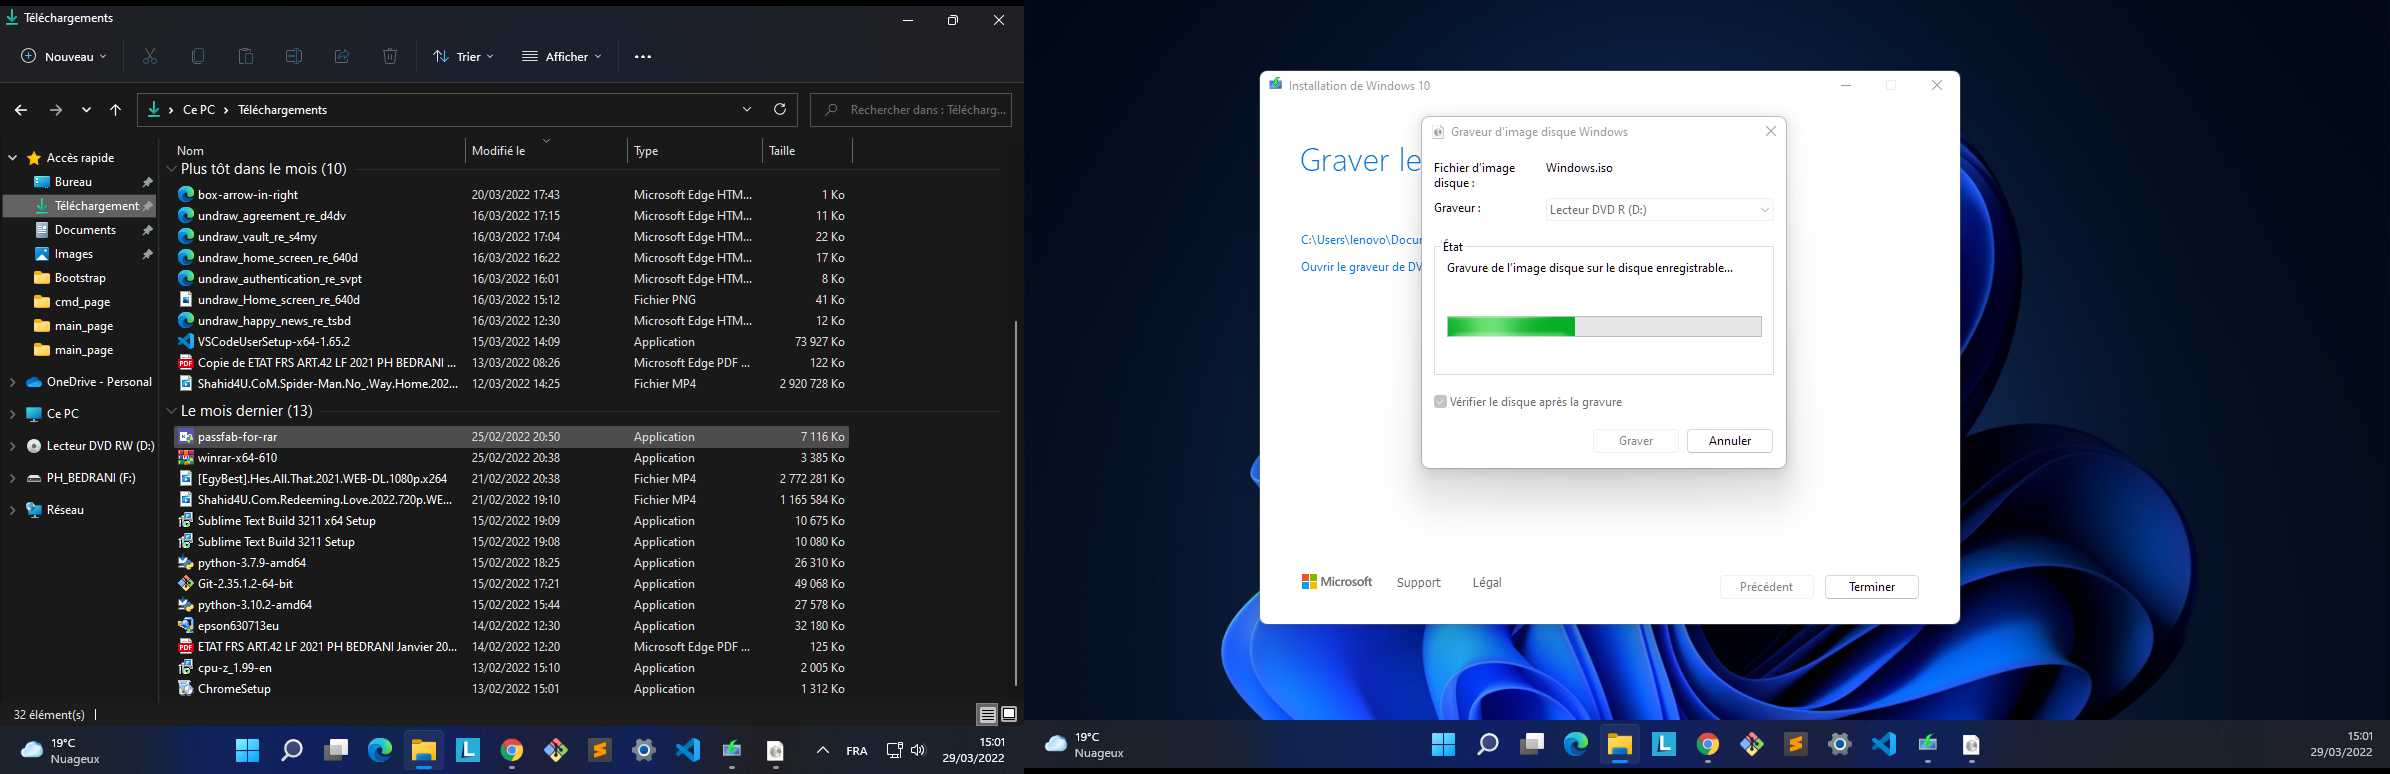 Téléchargements
Nouveau
Trier
Afficher
Ce PC
Téléchargements
Rechercher dans : Télécharg...
Accès rapide
Bureau
Téléchargement
Documents
Images
Bootstrap
cmd_page
main_page
main_page
OneDrive - Personal
Ce PC
Lecteur DVD RW (D:)
PH_BEDRANI (F:)
Réseau
Nom Modifié le Type Taille
Plus tôt dans le mois (10)
box-arrow-in-right 20/03/2022 17:43 Microsoft Edge HTM... 1 Ko
undraw_agreement_re_d4dv 16/03/2022 17:15 Microsoft Edge HTM... 11 Ko
undraw_vault_re_s4my 16/03/2022 17:04 Microsoft Edge HTM... 22 Ko
undraw_home_screen_re_640d 16/03/2022 16:22 Microsoft Edge HTM... 17 Ko
undraw_authentication_re_svpt 16/03/2022 16:01 Microsoft Edge HTM... 8 Ko
undraw_Home_screen_re_640d 16/03/2022 15:12 Fichier PNG 41 Ko
undraw_happy_news_re_tsbd 16/03/2022 12:30 Microsoft Edge HTM... 12 Ko
VSCodeUserSetup-x64-1.65.2 15/03/2022 14:09 Application 73 927 Ko
Copie de ETAT FRS ART.42 LF 2021 PH BEDRANI ... 13/03/2022 08:26 Microsoft Edge PDF ... 122 Ko
Shahid4U.CoM.Spider-Man.No_.Way.Home.202... 12/03/2022 14:25 Fichier MP4 2 920 728 Ko
Le mois dernier (13)
passfab-for-rar 25/02/2022 20:50 Application 7 116 Ko
winrar-x64-610 25/02/2022 20:38 Application 3 385 Ko
[EgyBest].Hes.All.That.2021.WEB-DL.1080p.x264 21/02/2022 20:38 Fichier MP4 2 772 281 Ko
Shahid4U.Com.Redeeming.Love.2022.720p.WE... 21/02/2022 19:10 Fichier MP4 1 165 584 Ko
Sublime Text Build 3211 x64 Setup 15/02/2022 19:09 Application 10 675 Ko
Sublime Text Build 3211 Setup 15/02/2022 19:08 Application 10 080 Ko
python-3.7.9-amd64 15/02/2022 18:25 Application 26 310 Ko
Git-2.35.1.2-64-bit 15/02/2022 17:21 Application 49 068 Ko
python-3.10.2-amd64 15/02/2022 15:44 Application 27 578 Ko
epson630713eu 14/02/2022 12:30 Application 32 180 Ko
ETAT FRS ART.42 LF 2021 PH BEDRANI Janvier 20... 14/02/2022 12:20 Microsoft Edge PDF ... 125 Ko
cpu-z_1.99-en 13/02/2022 15:10 Application 2 005 Ko
ChromeSetup 13/02/2022 15:01 Application 1 312 Ko
32 élément(s)
19°C
Nuageux
FRA
15:01
29/03/2022
Installation de Windows 10
Graver le
C:\Users\lenovo\Docu
Ouvrir le graveur de DV
Graveur d'image disque Windows
Fichier d'image disque : Windows.iso
Graveur : Lecteur DVD R (D:)
État
Gravure de l'image disque sur le disque enregistrable...
Vérifier le disque après la gravure
Graver Annuler
Microsoft Support Légal
Précédent Terminer
19°C
Nuageux
15:01
29/03/2022